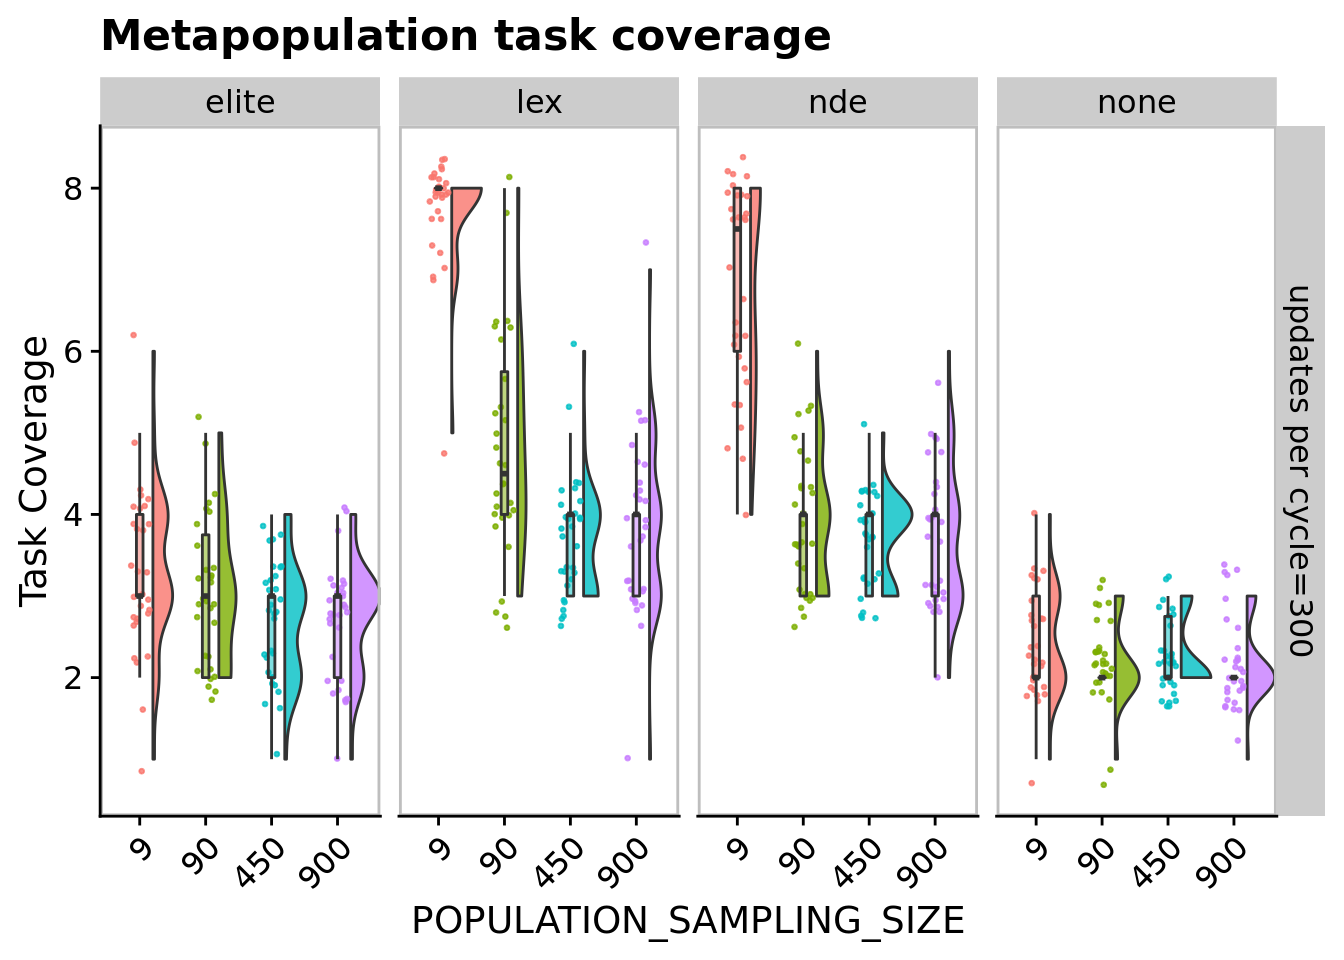 Metapopulation task coverage
elite
lex
nde
none
8
6
4
2
Task Coverage
updates per cycle=300
9
90
450
900
9
90
450
900
9
90
450
900
9
90
450
900
POPULATION_SAMPLING_SIZE